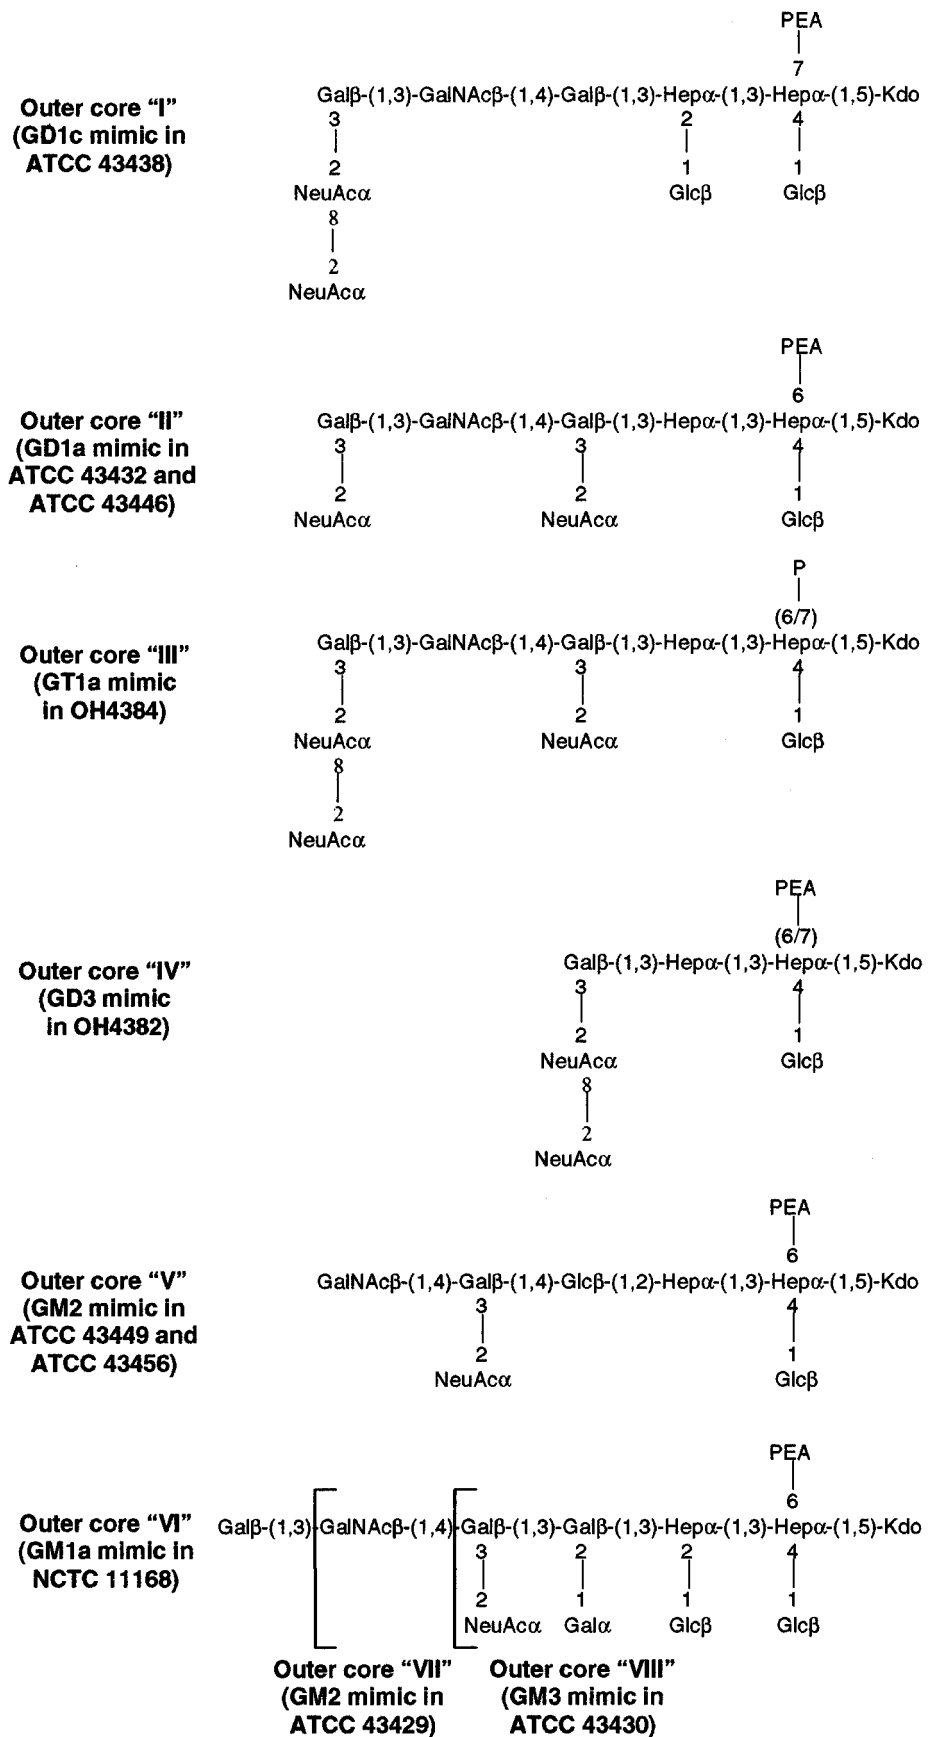 PEA
7
Outer core “I”
(GD1c mimic in
ATCC 43438)
Galβ-(1,3)-GalNAcβ-(1,4)-Galβ-(1,3)-Hepα-(1,3)-Hepα-(1,5)-Kdo
3 2 4
2 1 1
NeuAcα Glcβ Glcβ
8
2
NeuAcα
PEA
6
Outer core “II”
(GD1a mimic in
ATCC 43432 and
ATCC 43446)
Galβ-(1,3)-GalNAcβ-(1,4)-Galβ-(1,3)-Hepα-(1,3)-Hepα-(1,5)-Kdo
3 3 4
2 2 1
NeuAcα NeuAcα Glcβ
P
(6/7)
Outer core “III”
(GT1a mimic
in OH4384)
Galβ-(1,3)-GalNAcβ-(1,4)-Galβ-(1,3)-Hepα-(1,3)-Hepα-(1,5)-Kdo
3 3 4
2 2 1
NeuAcα NeuAcα Glcβ
8
2
NeuAcα
PEA
(6/7)
Outer core “IV”
(GD3 mimic
in OH4382)
Galβ-(1,3)-Hepα-(1,3)-Hepα-(1,5)-Kdo
3 4
2 1
NeuAcα Glcβ
8
2
NeuAcα
PEA
6
Outer core “V”
(GM2 mimic in
ATCC 43449 and
ATCC 43456)
GalNAcβ-(1,4)-Galβ-(1,4)-Glcβ-(1,2)-Hepα-(1,3)-Hepα-(1,5)-Kdo
3 4
2 1
NeuAcα Glcβ
PEA
6
Outer core “VI”
(GM1a mimic in
NCTC 11168)
Galβ-(1,3)-GalNAcβ-(1,4)-Galβ-(1,3)-Galβ-(1,3)-Hepα-(1,3)-Hepα-(1,5)-Kdo
3 2 2 4
2 1 1 1
NeuAcα Galα Glcβ Glcβ
Outer core “VII”
(GM2 mimic in
ATCC 43429)
Outer core “VIII”
(GM3 mimic in
ATCC 43430)